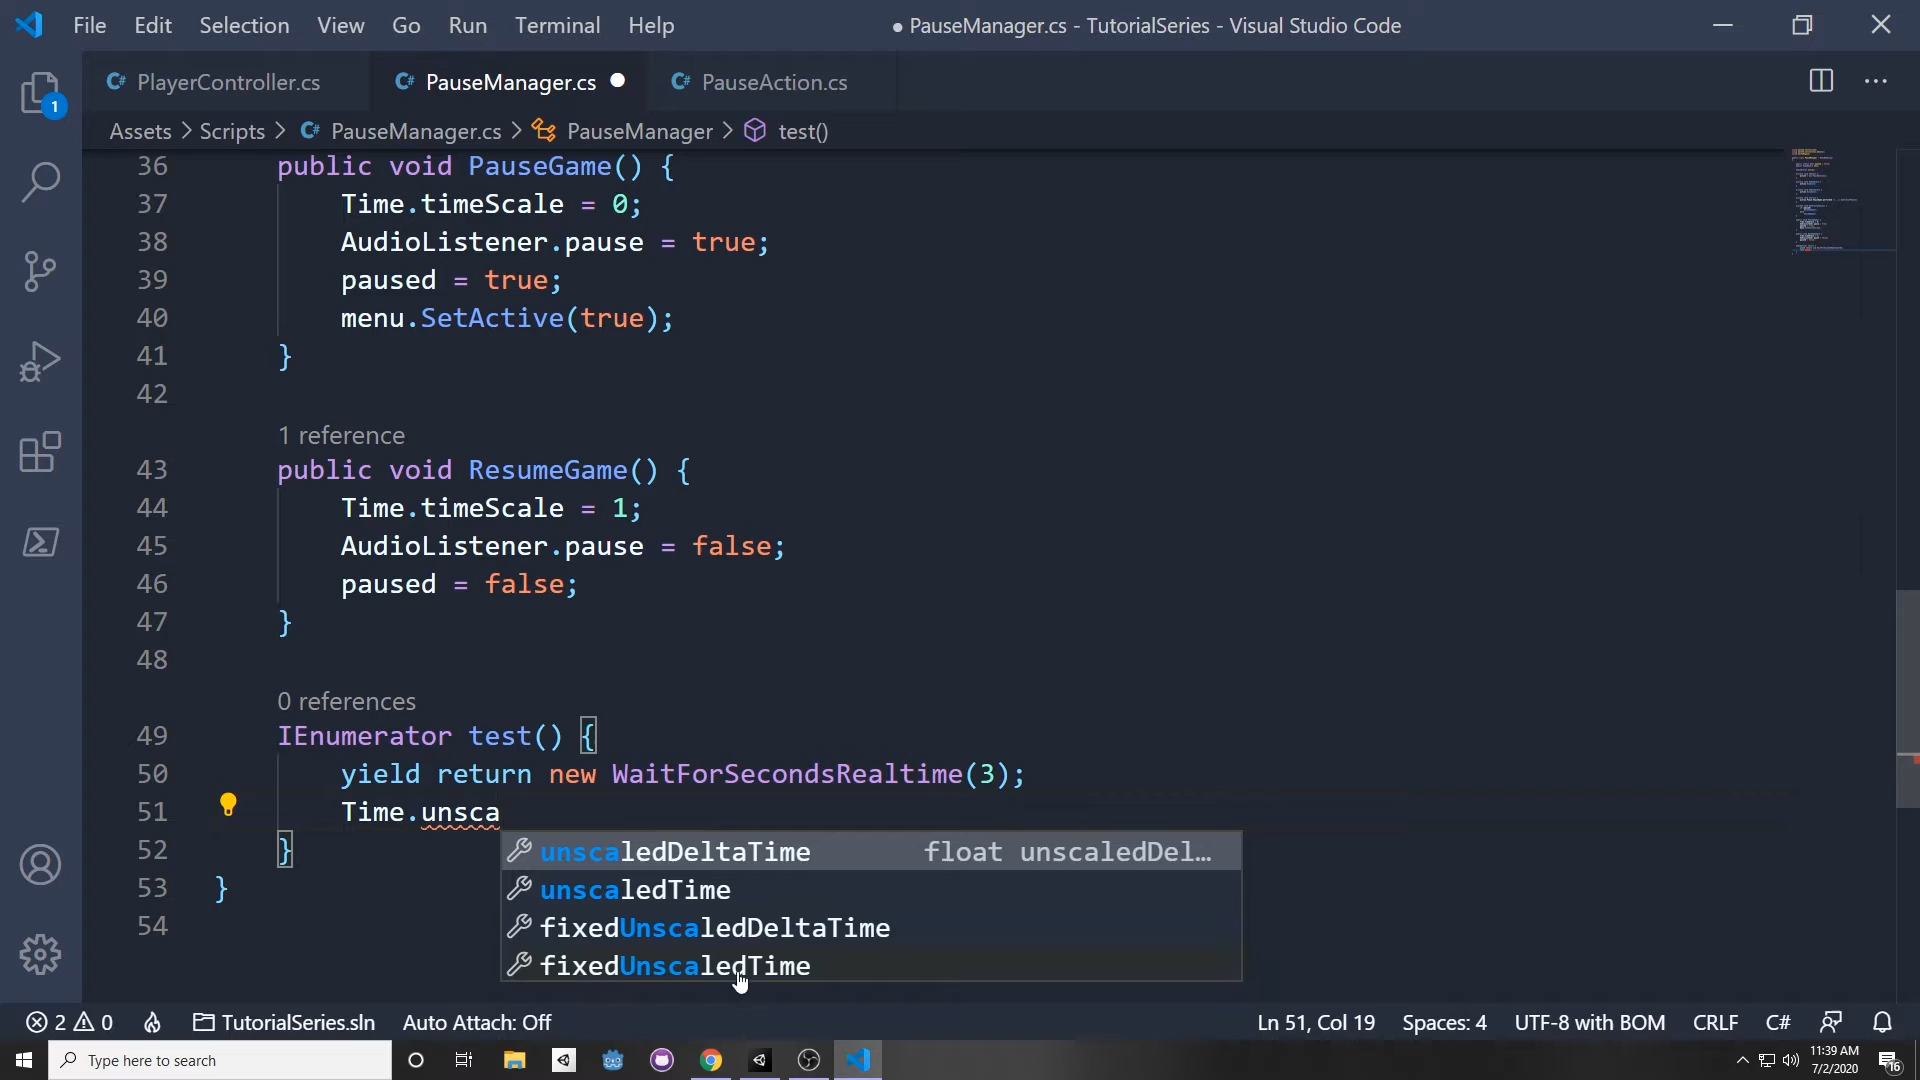 File Edit Selection View Go Run Terminal Help ● PauseManager.cs - TutorialSeries - Visual Studio Code
PlayerController.cs PauseManager.cs PauseAction.cs
Assets > Scripts > PauseManager.cs > PauseManager > test()
36 public void PauseGame() {
37 Time.timeScale = 0;
38 AudioListener.pause = true;
39 paused = true;
40 menu.SetActive(true);
41 }
42
1 reference
43 public void ResumeGame() {
44 Time.timeScale = 1;
45 AudioListener.pause = false;
46 paused = false;
47 }
48
0 references
49 IEnumerator test() {
50 yield return new WaitForSecondsRealtime(3);
51 Time.unsca
52 }
53 }
54
unscaledDeltaTime float unscaledDel...
unscaledTime
fixedUnscaledDeltaTime
fixedUnscaledTime
1
2 0 TutorialSeries.sln Auto Attach: Off Ln 51, Col 19 Spaces: 4 UTF-8 with BOM CRLF C#
Type here to search
11:39 AM
7/2/2020
16